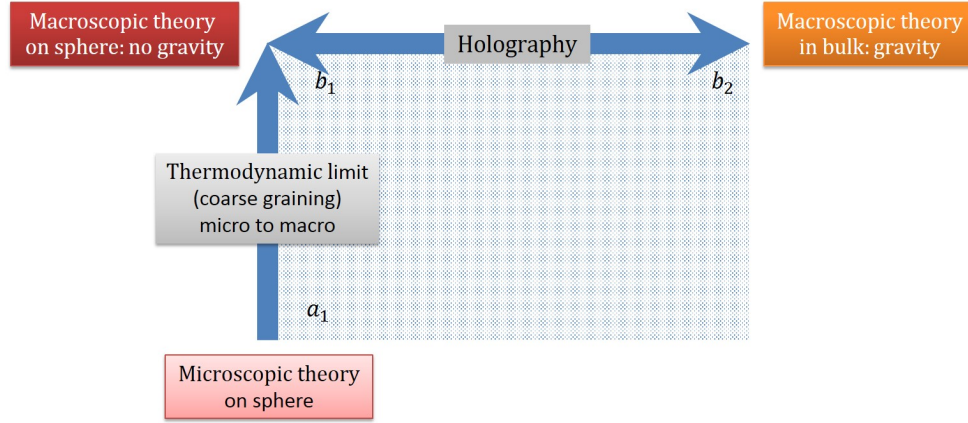 Macroscopic theory
on sphere: no gravity
Holography
Macroscopic theory
in bulk: gravity
b₁
b₂
Thermodynamic limit
(coarse graining)
micro to macro
a₁
Microscopic theory
on sphere